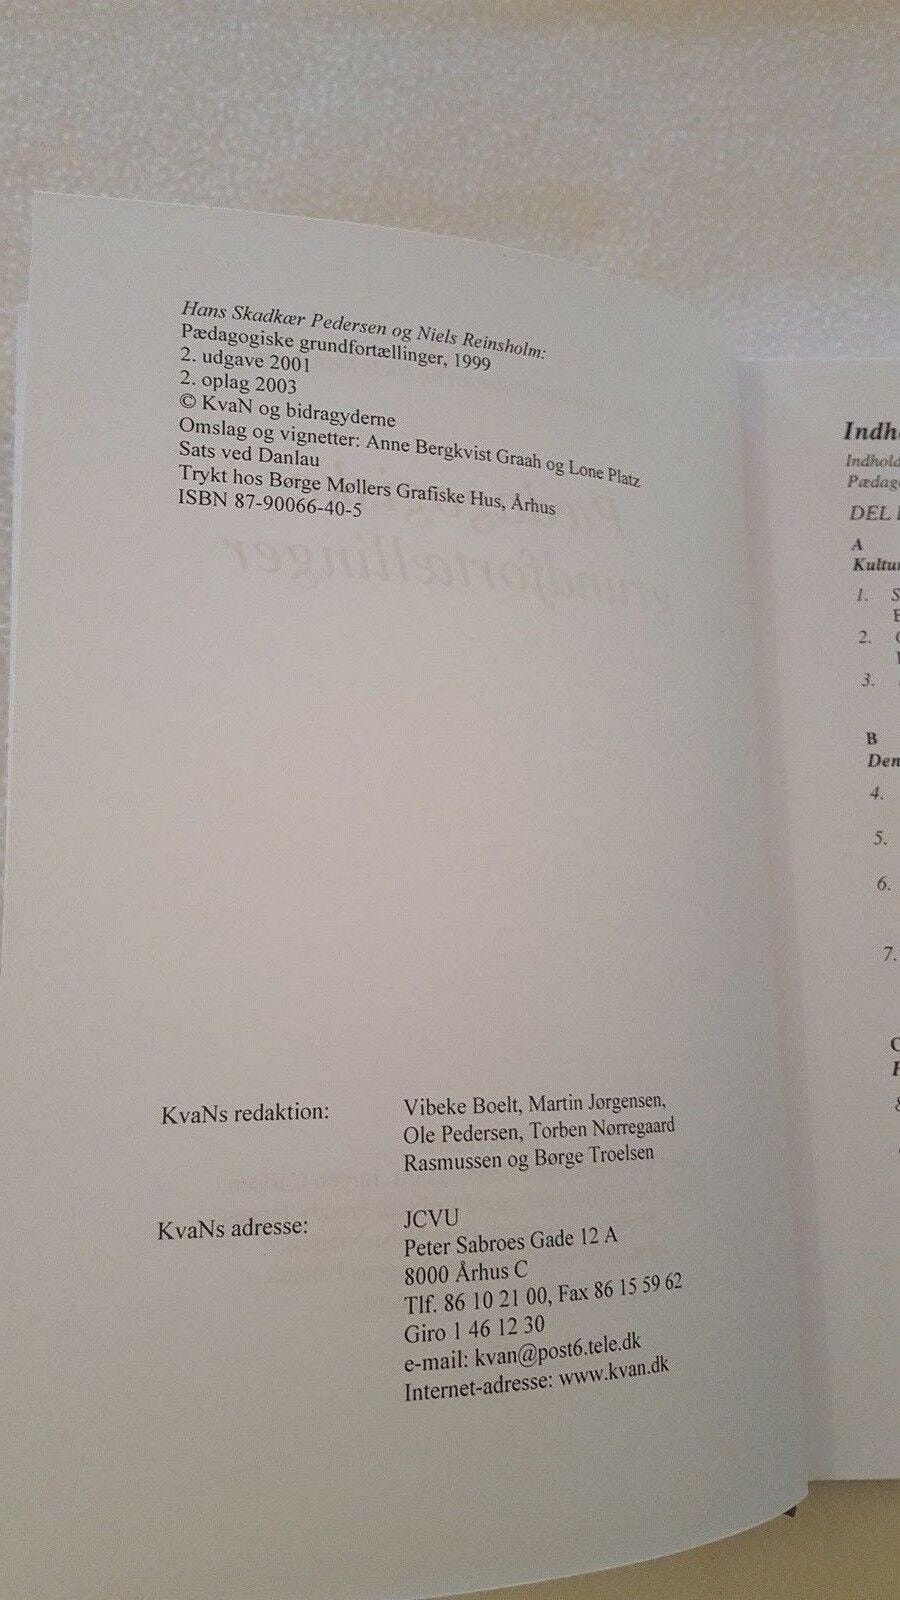 Hans Skadkær Pedersen og Niels Reinsholm:
Pædagogiske grundfortællinger, 1999
2. udgave 2001
2. oplag 2003
© KvaN og bidragyderne
Omslag og vignetter: Anne Bergkvist Graah og Lone Platz
Sats ved Danlau
Trykt hos Børge Møllers Grafiske Hus, Århus
ISBN 87-90066-40-5
KvaNs redaktion: Vibeke Boelt, Martin Jørgensen,
Ole Pedersen, Torben Nørregaard
Rasmussen og Børge Troelsen
KvaNs adresse: JCVU
Peter Sabroes Gade 12 A
8000 Århus C
Tlf. 86 10 21 00, Fax 86 15 59 62
Giro 1 46 12 30
e-mail: kvan@post6.tele.dk
Internet-adresse: www.kvan.dk
DEL
A
1.
2.
3.
B
4.
5.
6.
7.